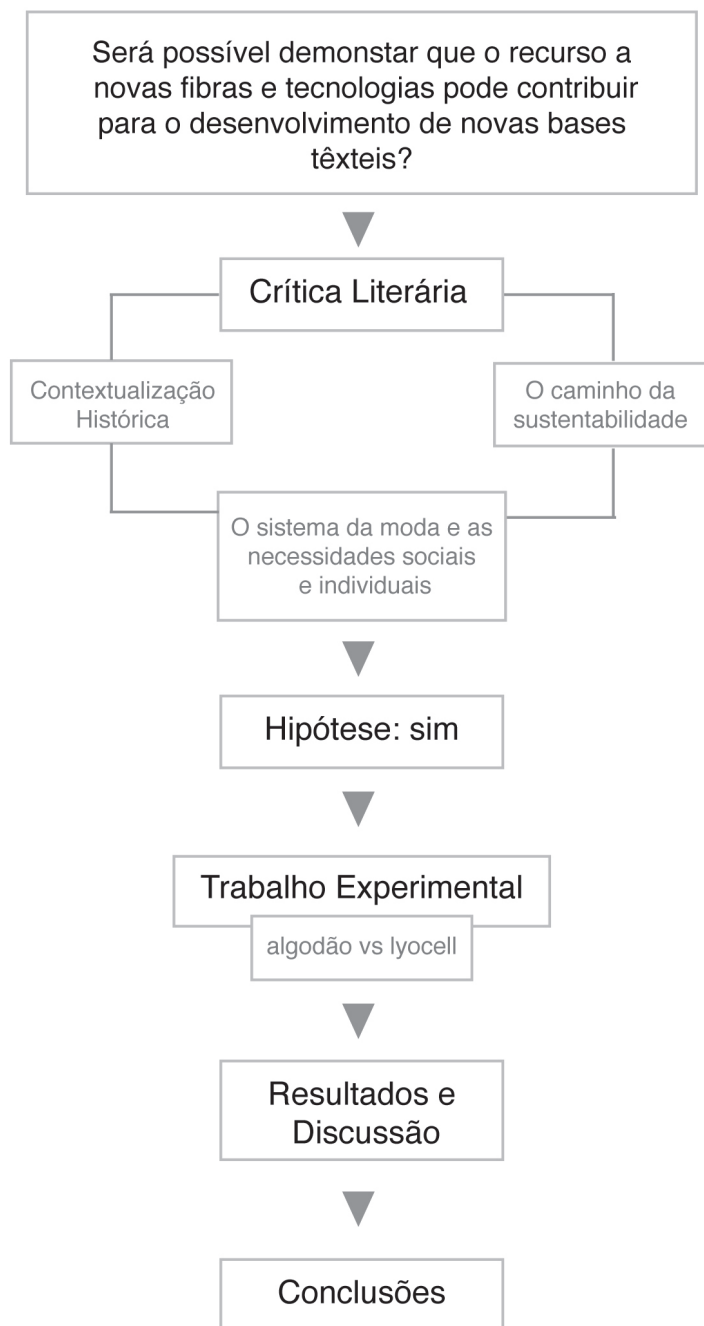 Será possível demonstar que o recurso a
novas fibras e tecnologias pode contribuir
para o desenvolvimento de novas bases
têxteis?
Crítica Literária
Contextualização
Histórica
O caminho da
sustentabilidade
O sistema da moda e as
necessidades sociais
e individuais
Hipótese: sim
Trabalho Experimental
algodão vs lyocell
Resultados e
Discussão
Conclusões